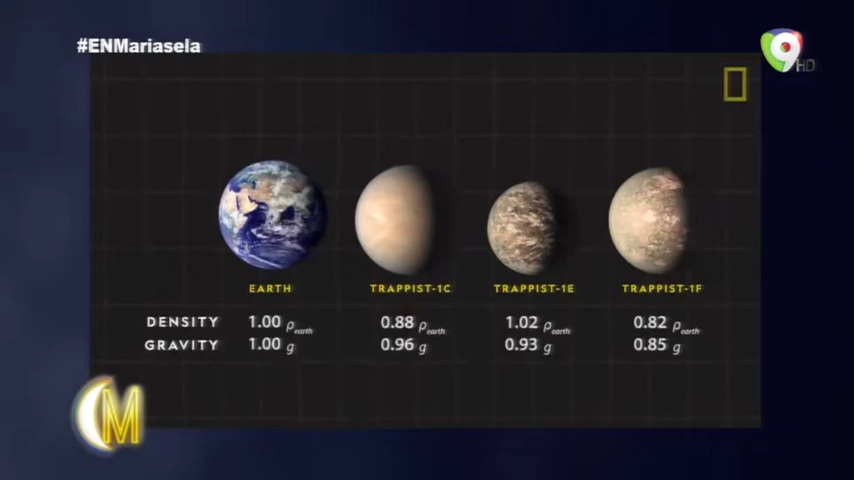 #ENMariasela
9
HD
EARTH TRAPPIST-1C TRAPPIST-1E TRAPPIST-1F
DENSITY 1.00 ρearth 0.88 ρearth 1.02 ρearth 0.82 ρearth
GRAVITY 1.00 g 0.96 g 0.93 g 0.85 g
M